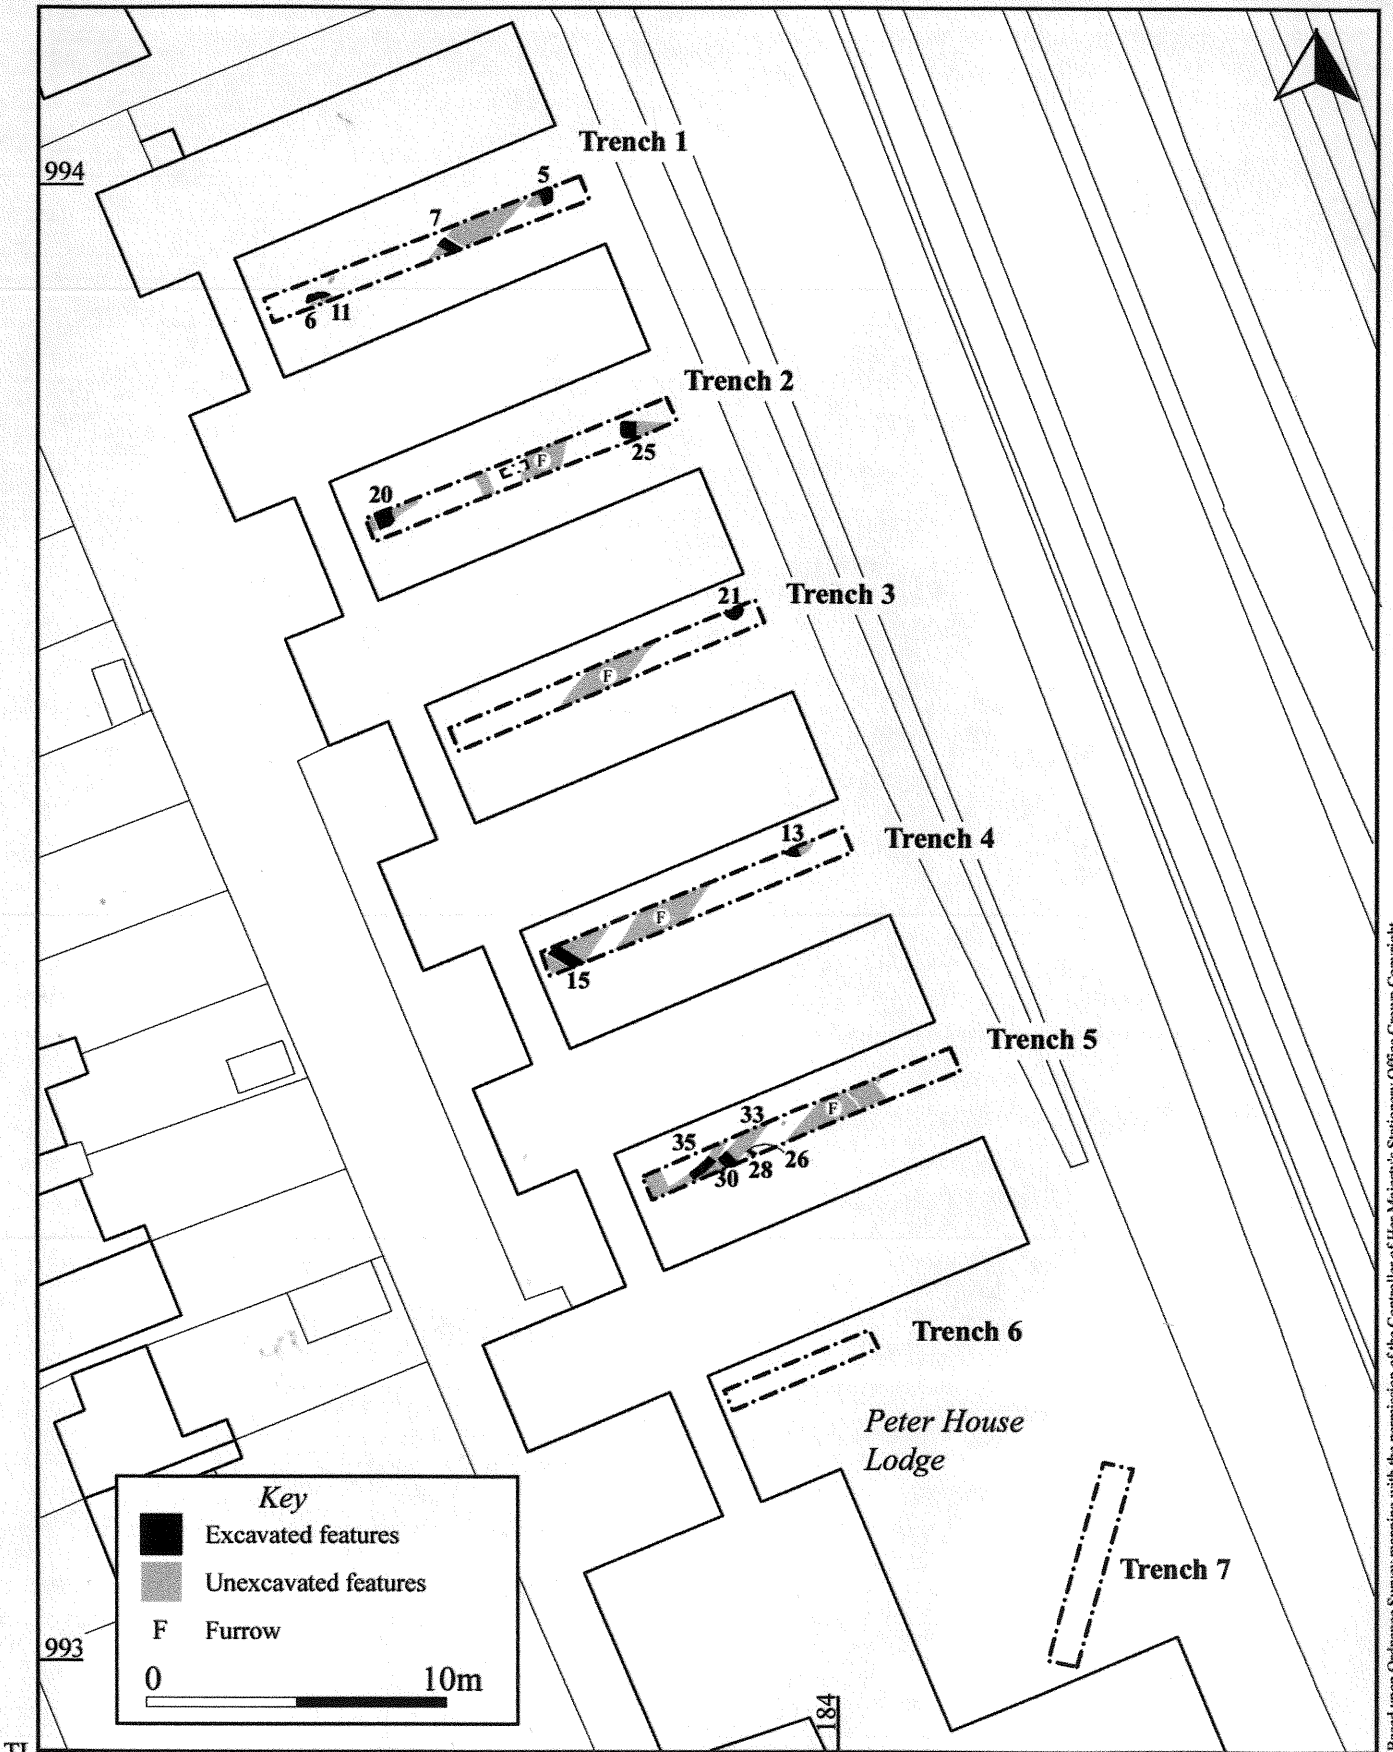 Trench 1
994
5
7
6 11
Trench 2
25
F
20
21
Trench 3
F
13
Trench 4
F
15
Trench 5
33
F
35
26
28
30
Trench 6
Peter House
Lodge
Trench 7
Key
Excavated features
Unexcavated features
F Furrow
0 10m
993
184
TL